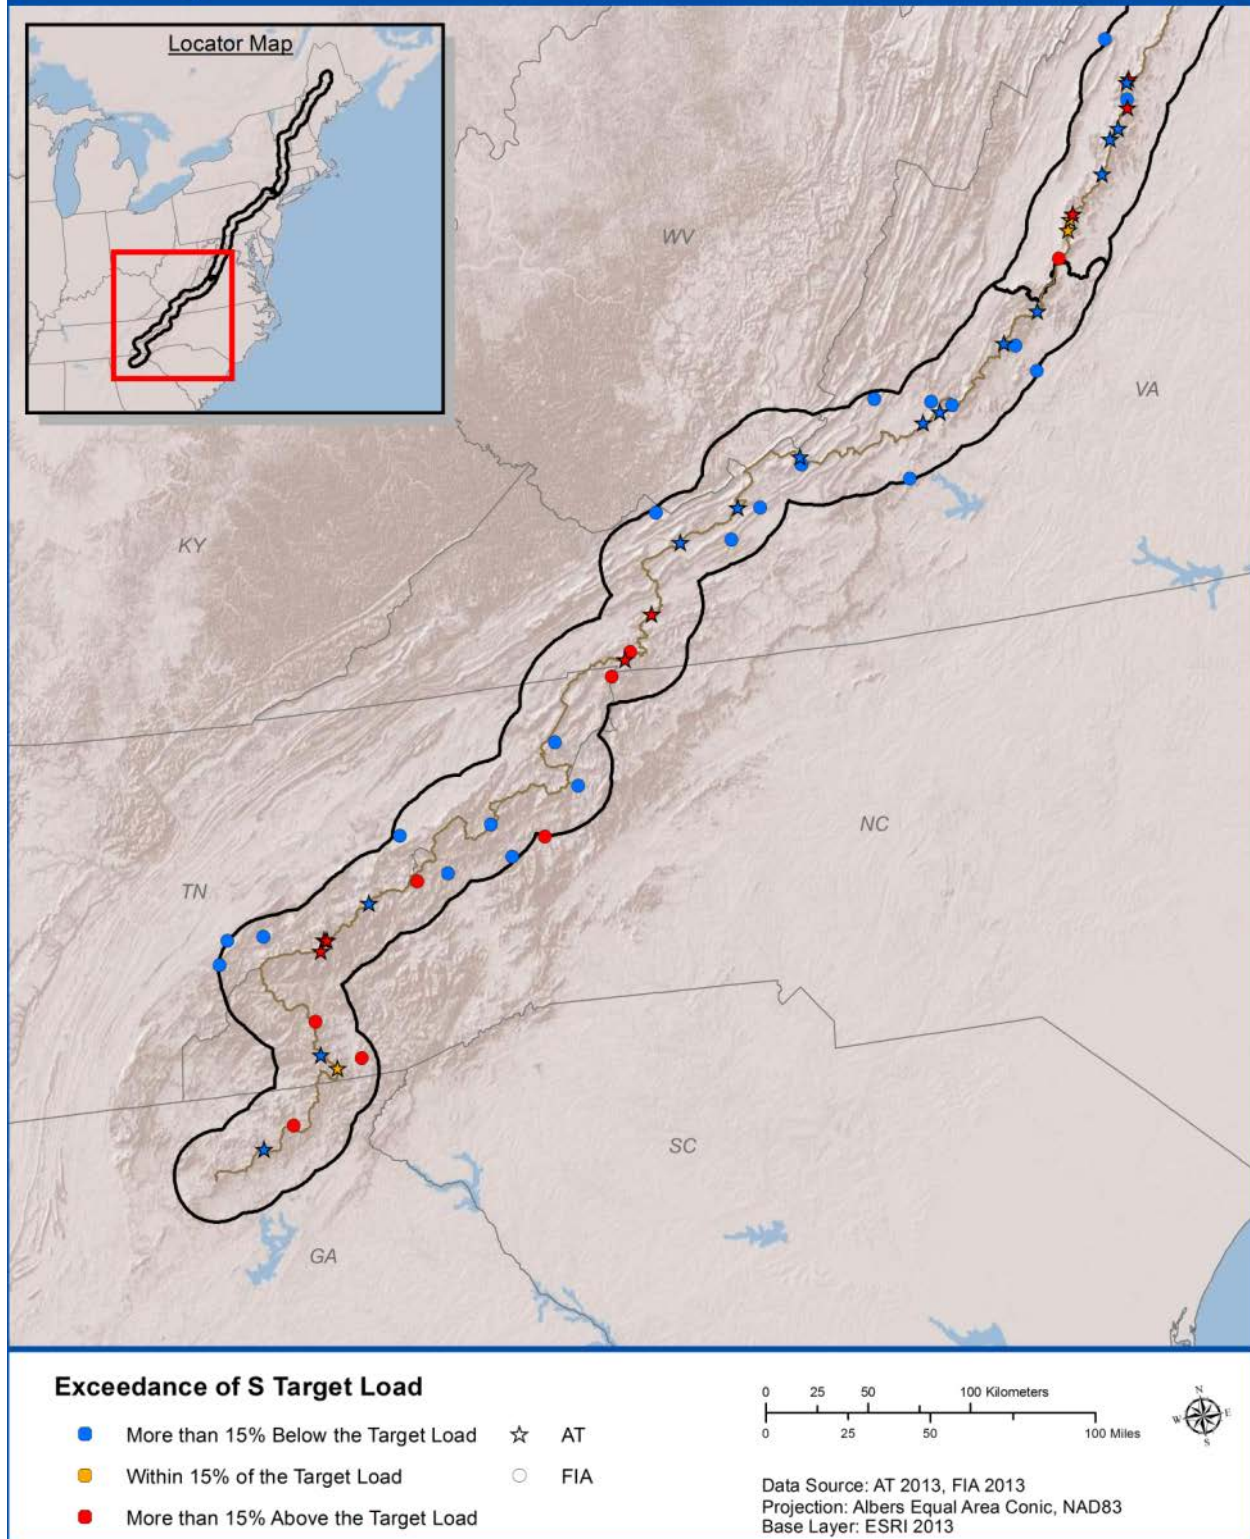 Locator Map
WV
VA
KY
NC
TN
SC
GA
Exceedance of S Target Load
More than 15% Below the Target Load
AT
Within 15% of the Target Load
FIA
More than 15% Above the Target Load
0 25 50 100 Kilometers
0 25 50 100 Miles
N
W E
S
Data Source: AT 2013, FIA 2013
Projection: Albers Equal Area Conic, NAD83
Base Layer: ESRI 2013